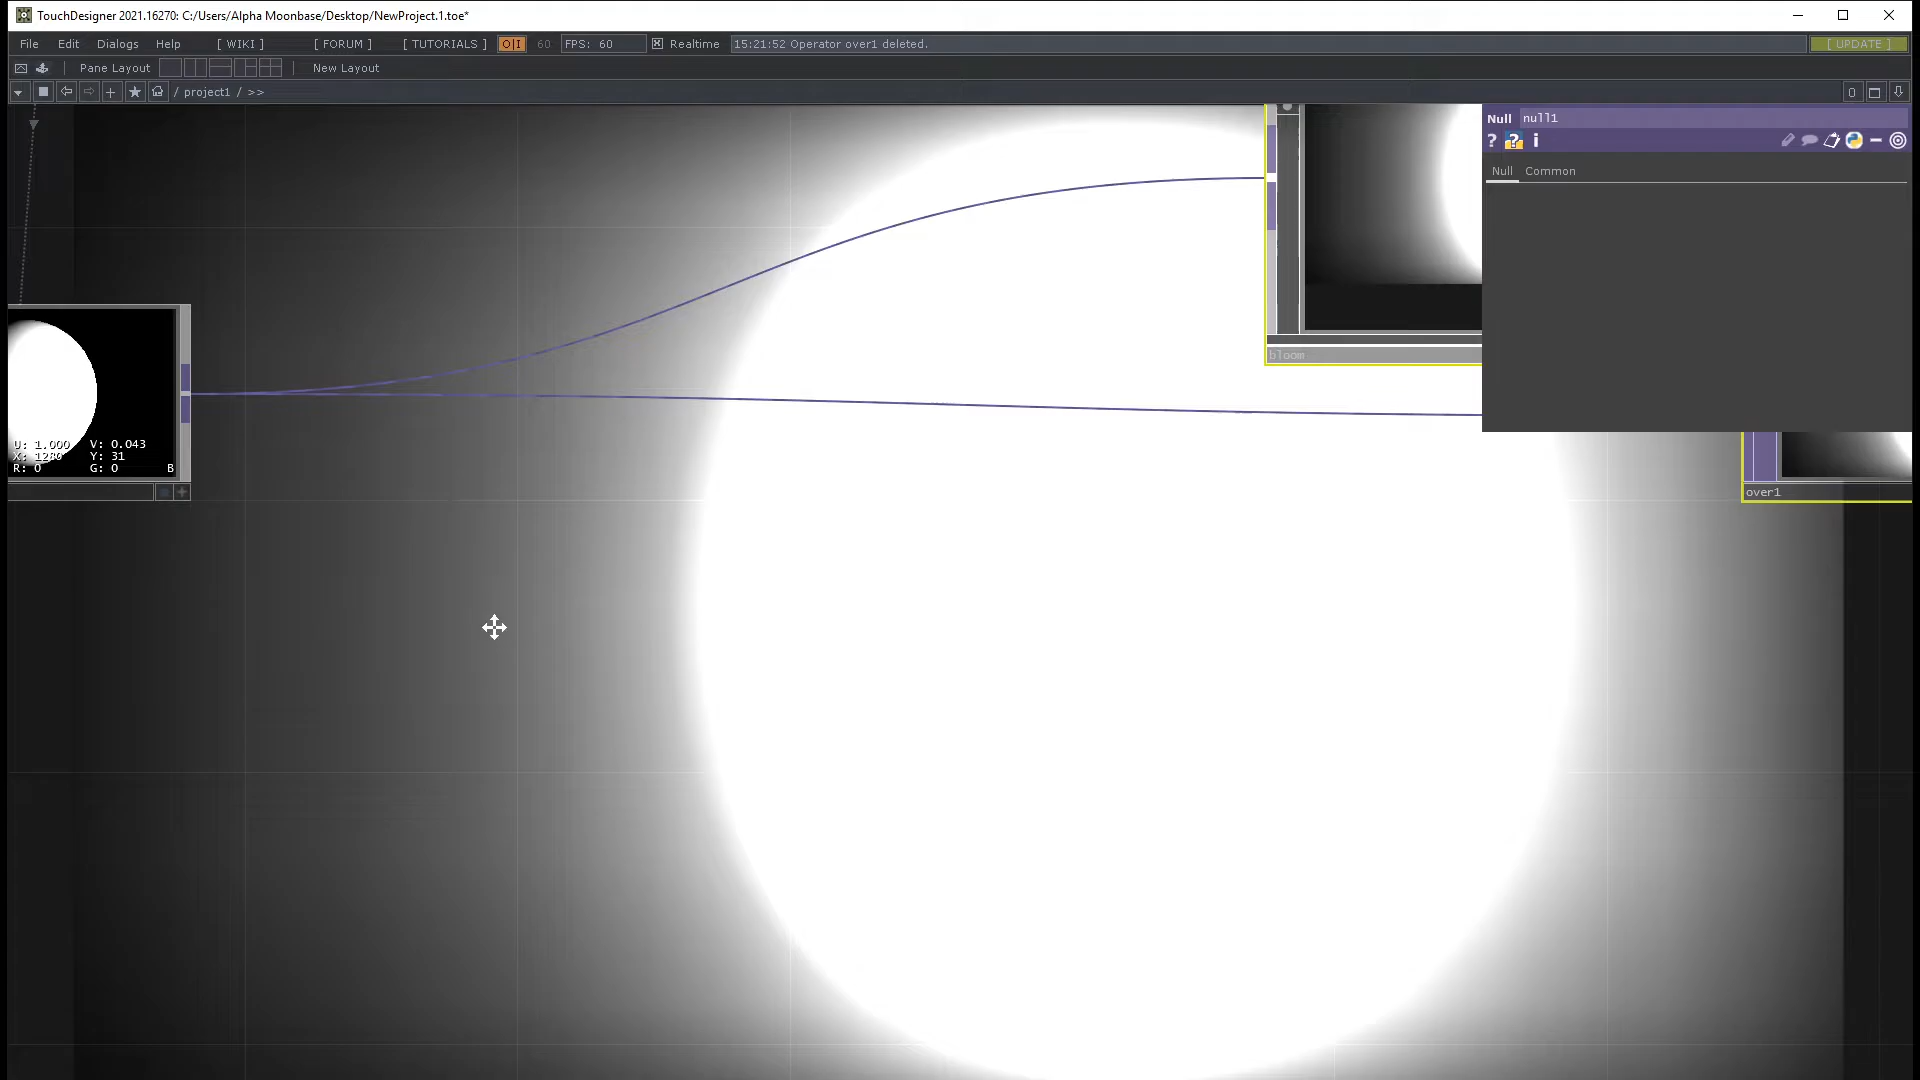 TouchDesigner 2021.16270: C:/Users/Alpha Moonbase/Desktop/NewProject.1.toe*
File Edit Dialogs Help [ WIKI ] [ FORUM ] [ TUTORIALS ] O|I 60 FPS: 60 Realtime 15:21:52 Operator over1 deleted. [ UPDATE ]
Pane Layout New Layout
/ project1 / >> 0
Null null1
? ? i
Null Common
bloom
U: 1.000 V: 0.043
X: 1280 Y: 31
R: 0 G: 0 B
over1